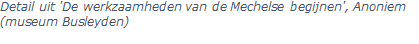 Detail uit 'De werkzaamheden van de Mechelse begijnen', Anoniem
(museum Busleyden)